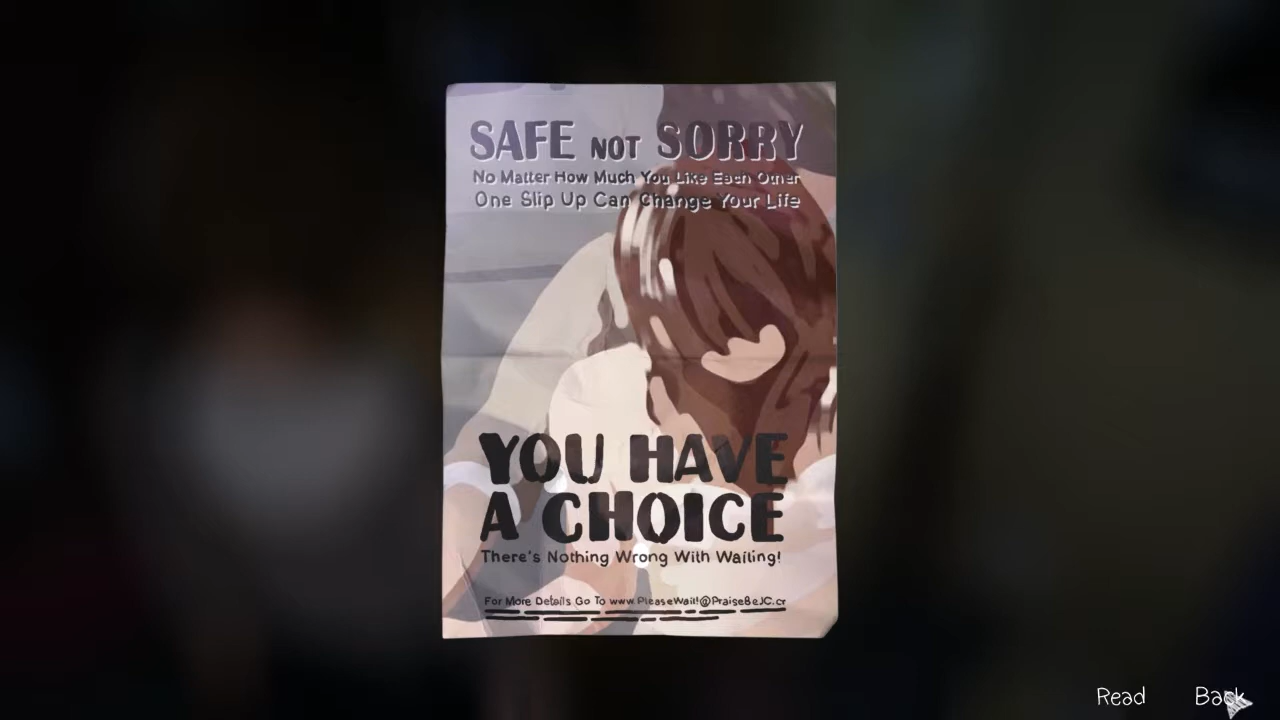 SAFE NOT SORRY
No Matter How Much You Like Each Other
One Slip Up Can Change Your Life
YOU HAVE
A CHOICE
There's Nothing Wrong With Waiting!
For More Details Go To www.PleaseWait!@PraiseBeJC.cr
Read
Back